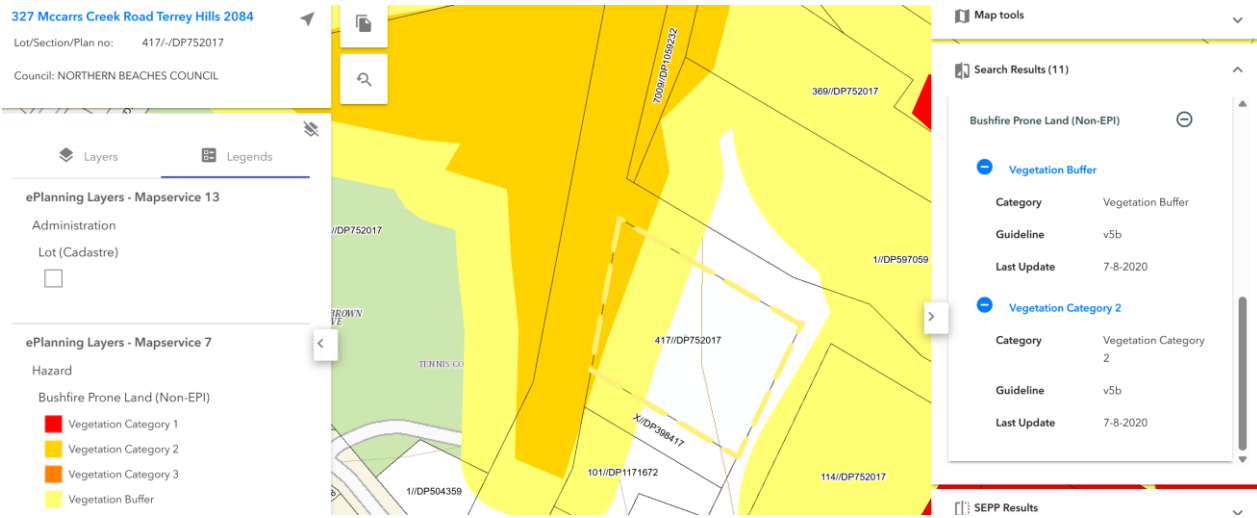 327 Mccarrs Creek Road Terrey Hills 2084
Lot/Section/Plan no: 417/-/DP752017
Council: NORTHERN BEACHES COUNCIL
Layers
Legends
ePlanning Layers - Mapservice 13
Administration
Lot (Cadastre)
ePlanning Layers - Mapservice 7
Hazard
Bushfire Prone Land (Non-EPI)
Vegetation Category 1
Vegetation Category 2
Vegetation Category 3
Vegetation Buffer
7009//DP1059232
369//DP752017
//DP752017
1//DP597059
BROWN
VE
TENNIS CO
417//DP752017
X//DP398417
101//DP1171672
114//DP752017
1//DP504359
Map tools
Search Results (11)
Bushfire Prone Land (Non-EPI)
Vegetation Buffer
Category Vegetation Buffer
Guideline v5b
Last Update 7-8-2020
Vegetation Category 2
Category Vegetation Category
2
Guideline v5b
Last Update 7-8-2020
SEPP Results